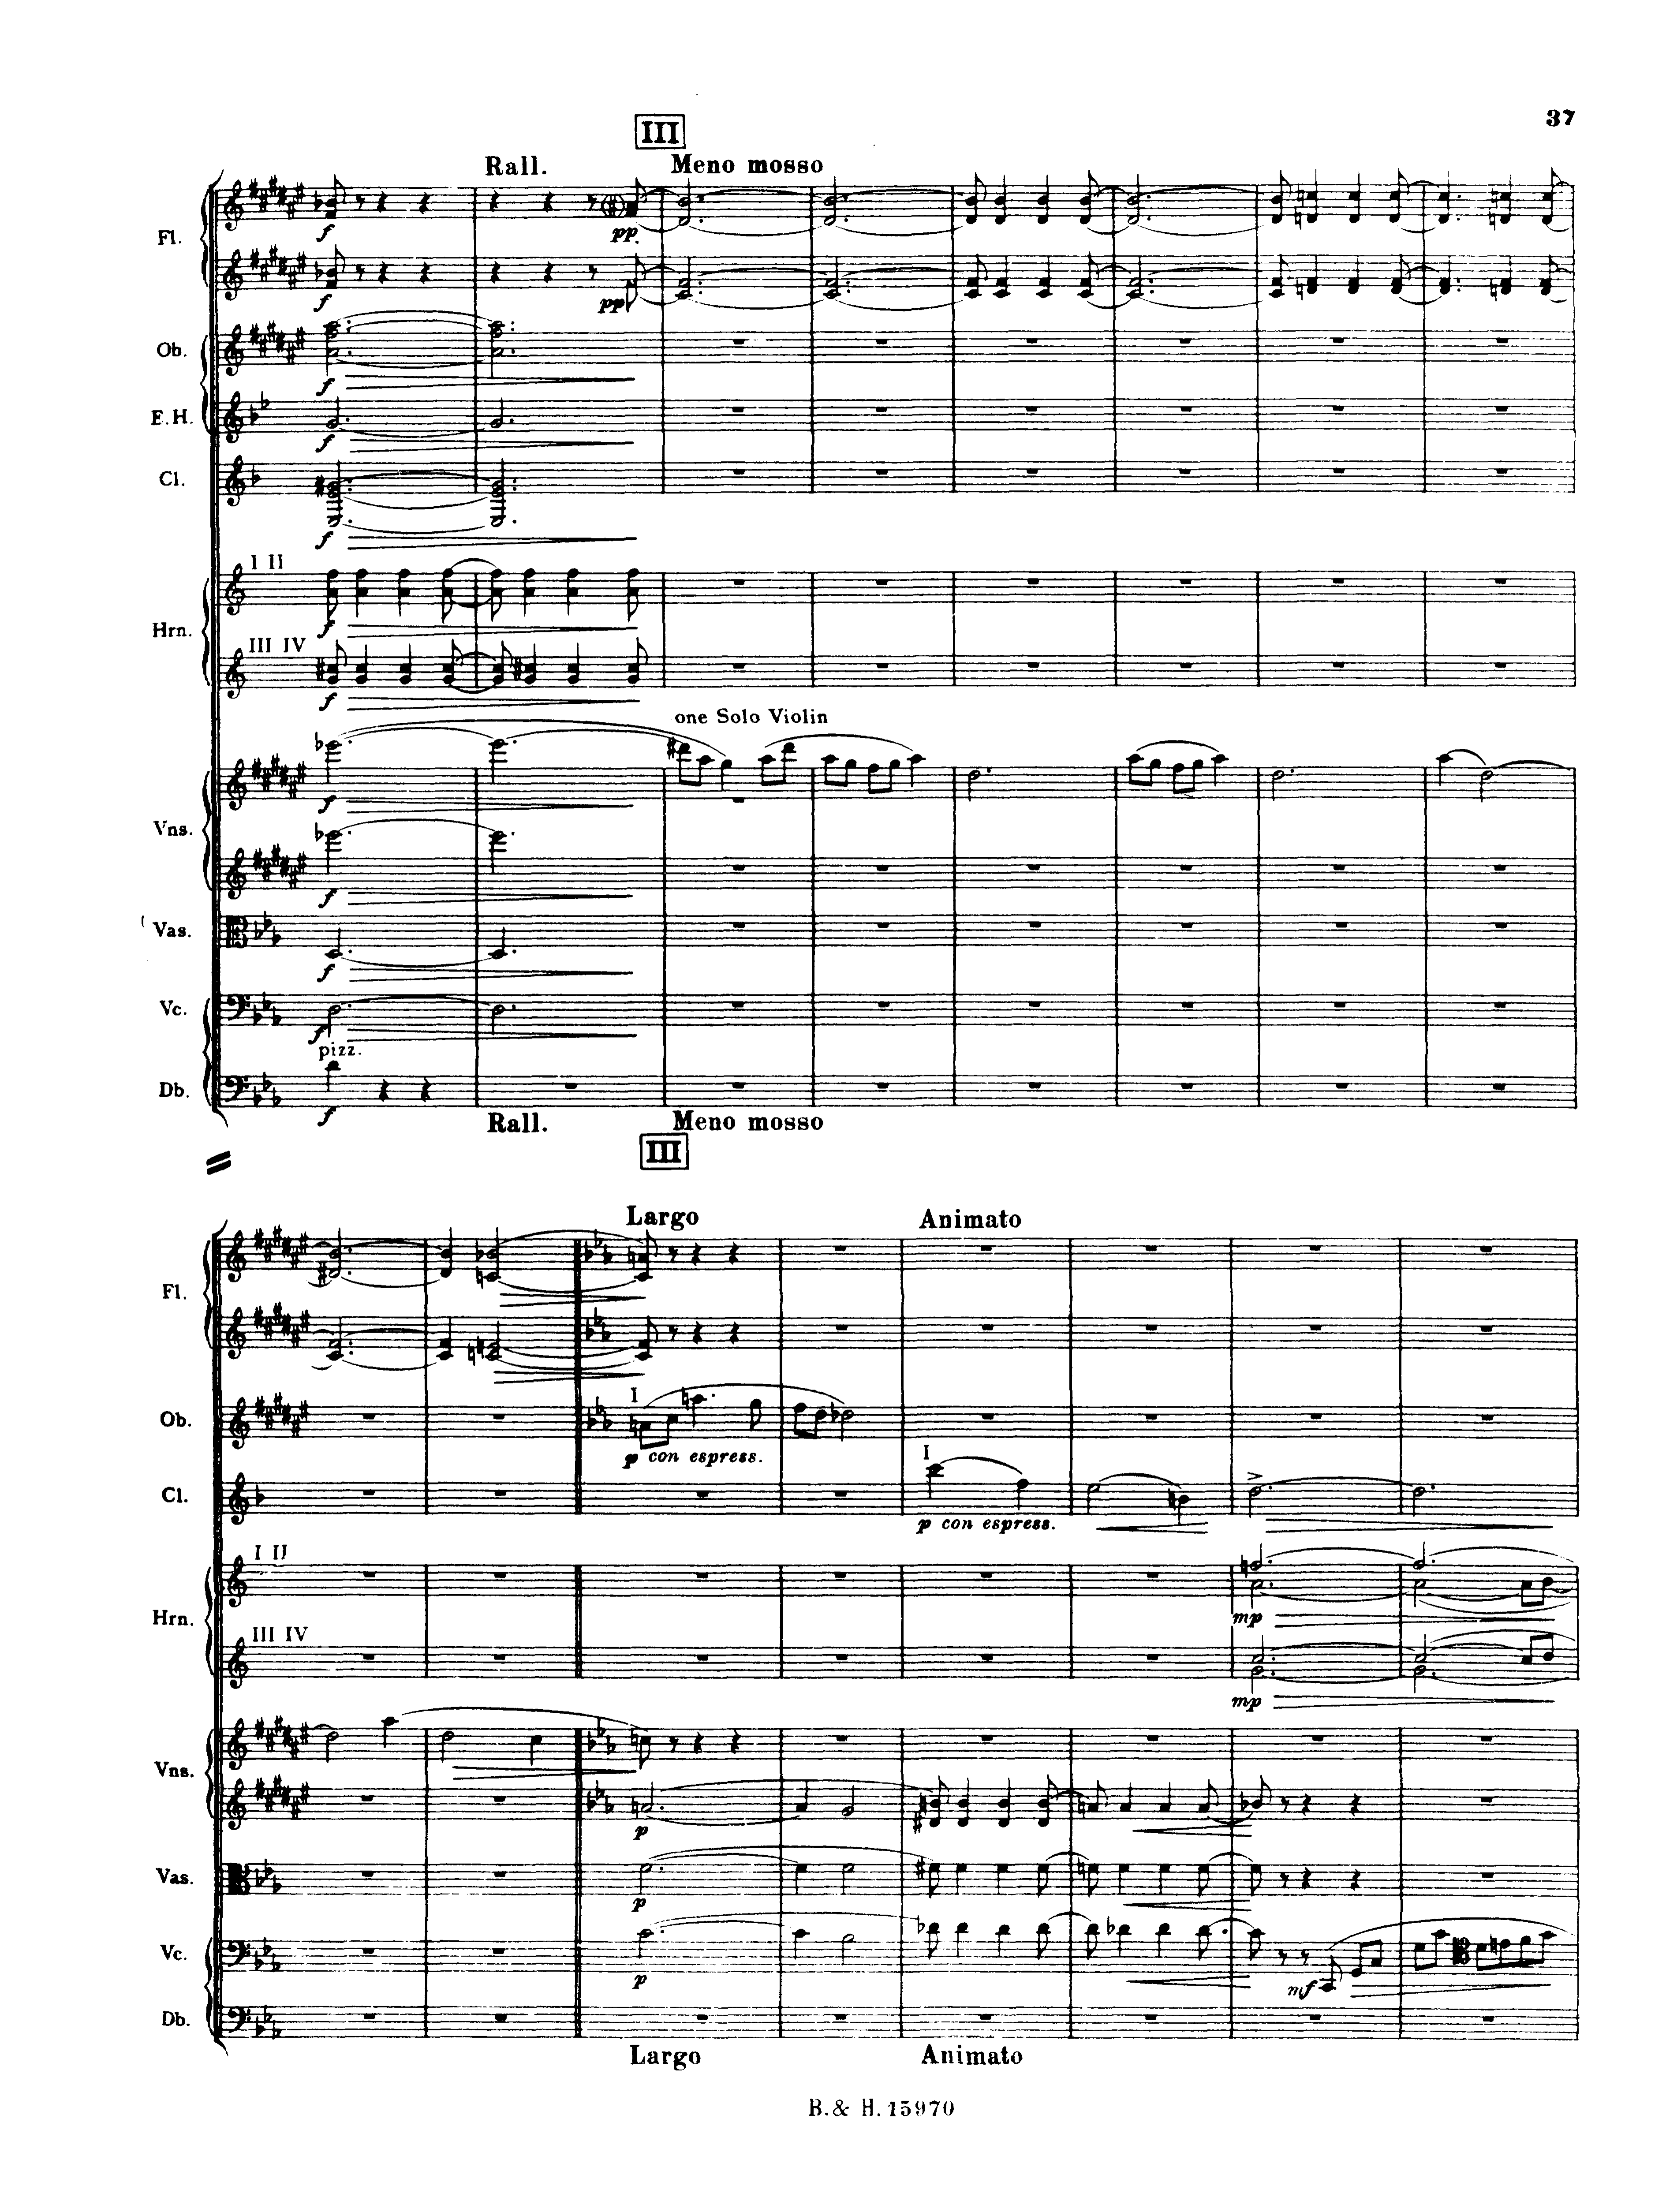 37
III
Rall. Meno mosso
Fl.
f
pp
f
pp
Ob.
f
E.H.
f
Cl.
f
I II
Hrn.
f
III IV
f
one Solo Violin
Vns.
f
f
Vas.
f
Vc.
f
pizz.
Db.
f
Rall. Meno mosso
III
Largo Animato
Fl.
I
Ob.
p con espress.
I
Cl.
p con espress.
I II
Hrn.
mp
III IV
mp
Vns.
p
Vas.
p
Vc.
p
mf
Db.
Largo Animato
B. & H. 15970